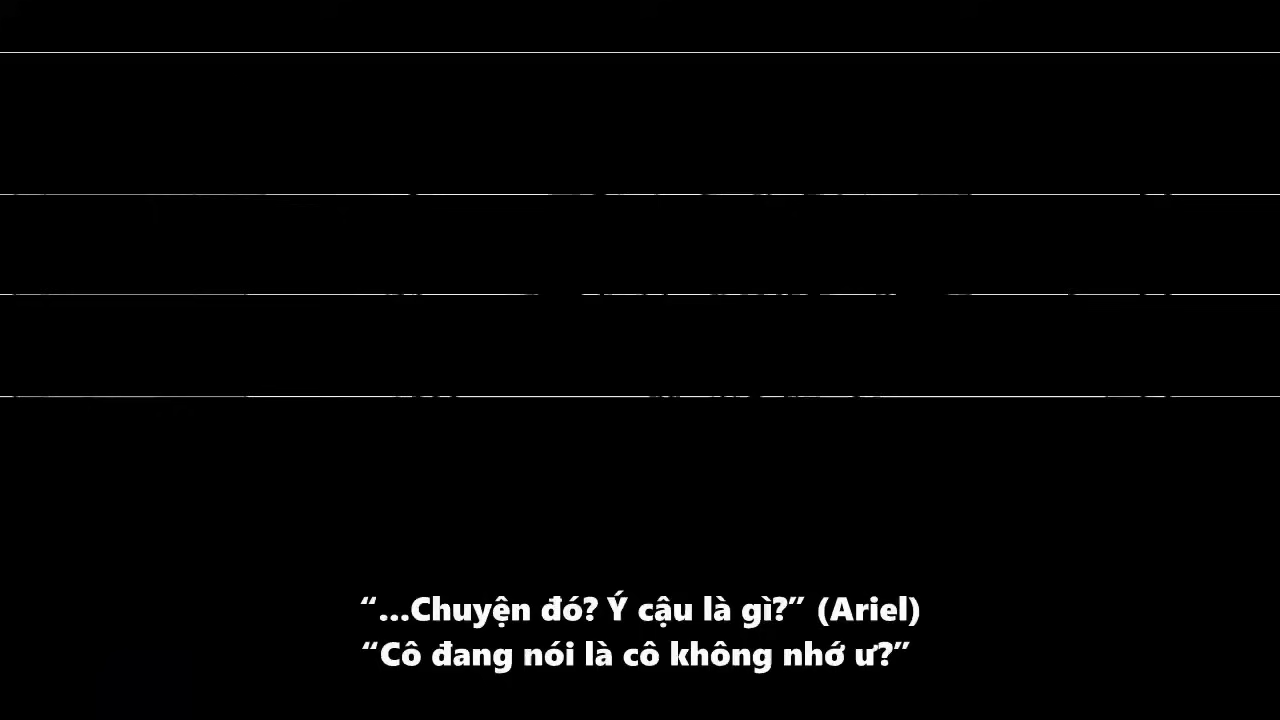 “...Chuyện đó? Ý cậu là gì?” (Ariel)
“Cô đang nói là cô không nhớ ư?”